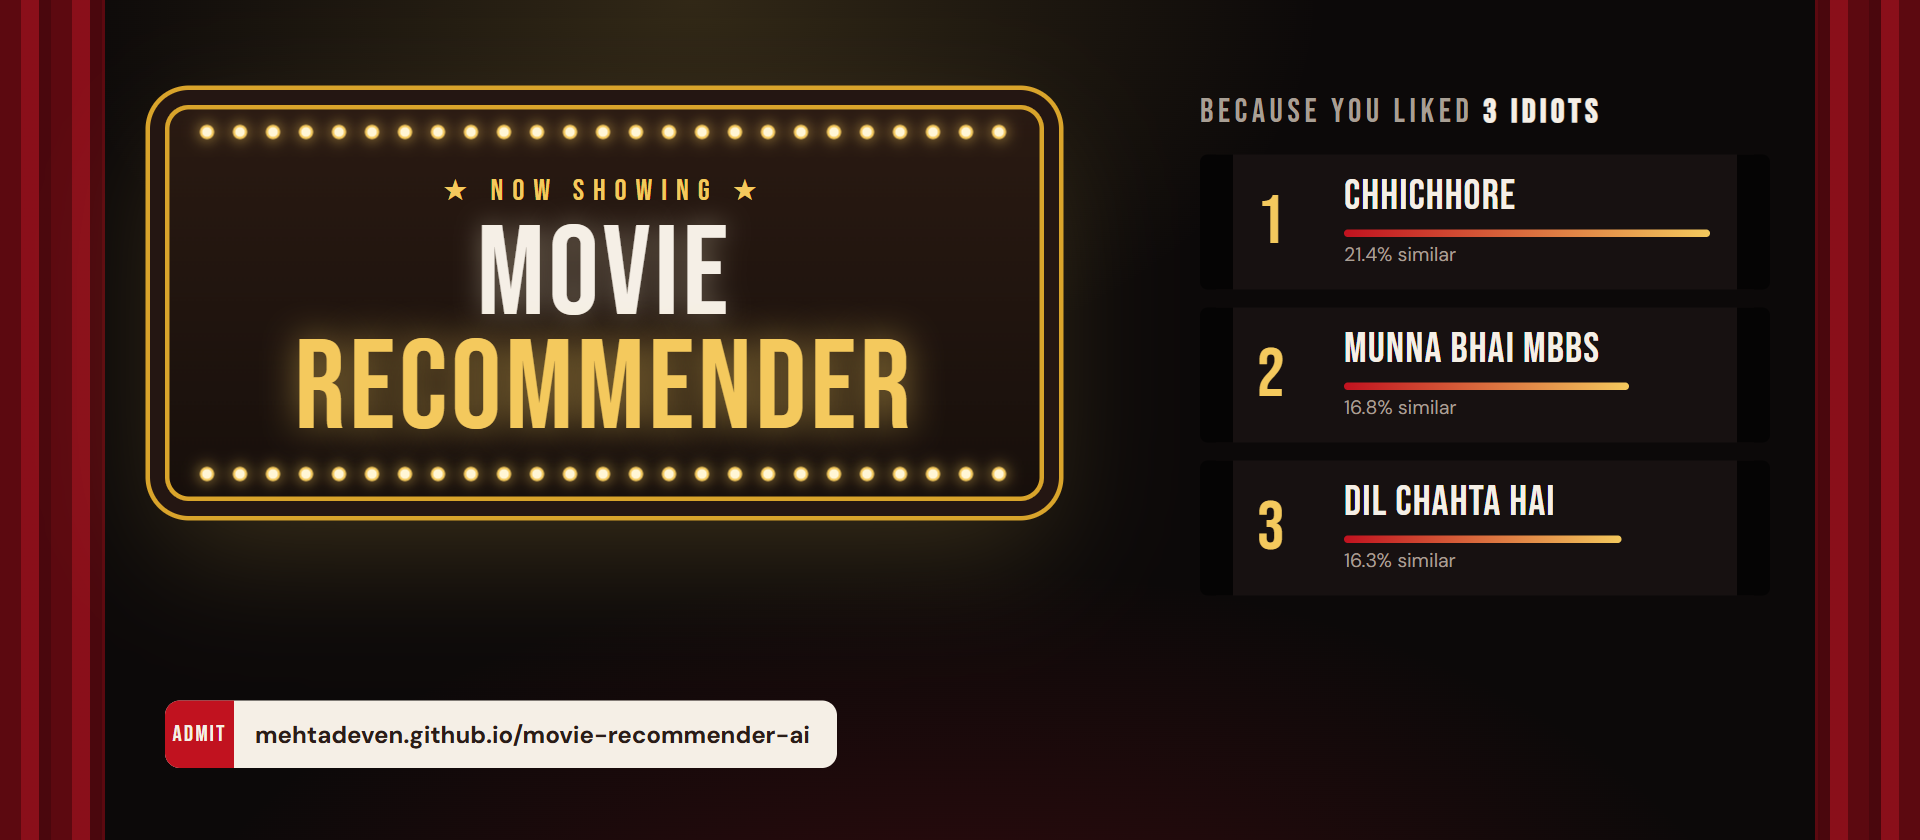 ★ NOW SHOWING ★
MOVIE
RECOMMENDER
BECAUSE YOU LIKED 3 IDIOTS
1
CHHICHHORE
21.4% similar
2
MUNNA BHAI MBBS
16.8% similar
3
DIL CHAHTA HAI
16.3% similar
ADMIT
mehtadeven.github.io/movie-recommender-ai